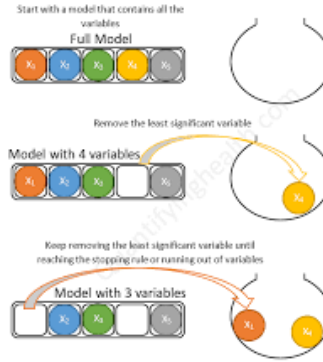 Start with a model that contains all the
variables
Full Model
X₁ X₂ X₃ X₄ X₅
Remove the least significant variable
Model with 4 variables
X₁ X₂ X₃ X₅
X₄
Keep removing the least significant variable until
reaching the stopping rule or running out of variables
Model with 3 variables
X₂ X₃ X₅
X₁ X₄